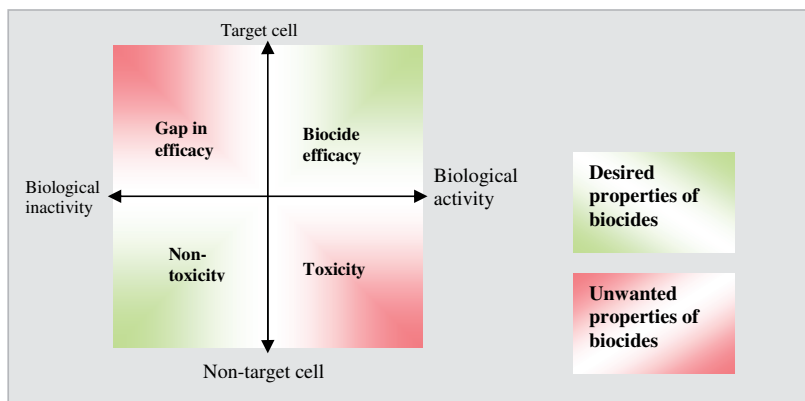 Target cell
Gap in
efficacy
Biocide
efficacy
Biological
inactivity
Biological
activity
Non-
toxicity
Toxicity
Non-target cell
Desired
properties of
biocides
Unwanted
properties of
biocides